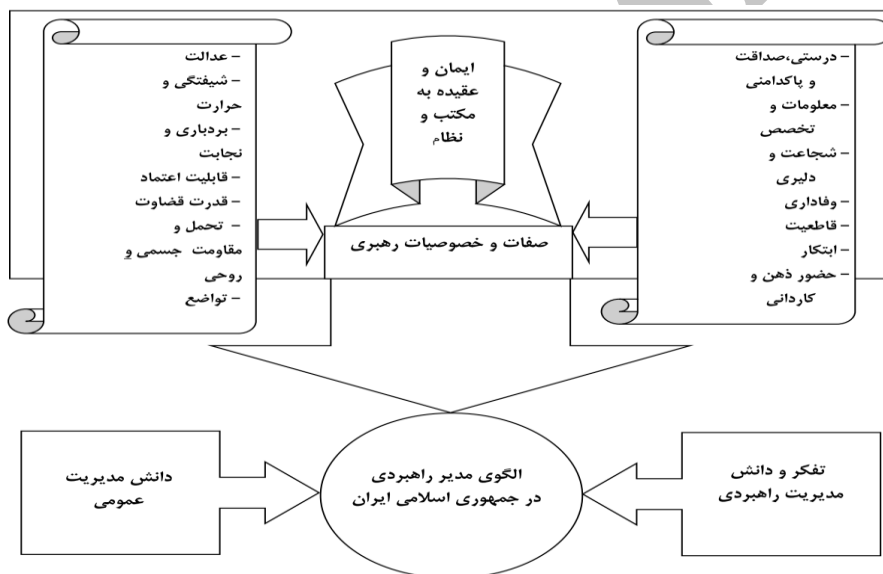 – درستی،صداقت
و پاکدامنی
– معلومات و
تخصص
– شجاعت و
دلیری
– وفاداری
– قاطعیت
– ابتکار
– حضور ذهن و
کاردانی
ایمان و
عقیده به
مکتب و
نظام
– عدالت
– شیفتگی و
حرارت
– بردباری و
نجابت
– قابلیت اعتماد
– قدرت قضاوت
– تحمل و
مقاومت جسمی و
روحی
– تواضع
صفات و خصوصیات رهبری
تفکر و دانش
مدیریت راهبردی
الگوی مدیر راهبردی
در جمهوری اسلامی ایران
دانش مدیریت
عمومی